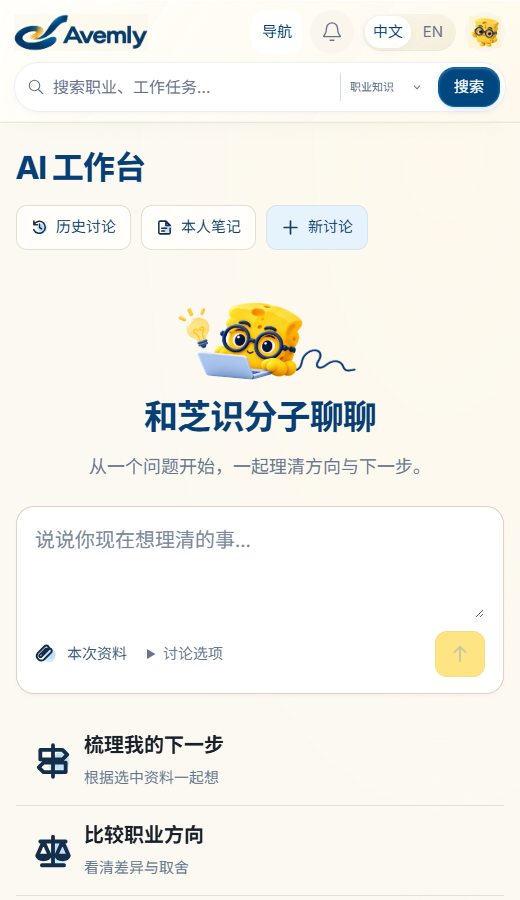 Avemly
导航
中文
EN
搜索职业、工作任务...
职业知识
搜索
AI 工作台
历史讨论
本人笔记
新讨论
和芝识分子聊聊
从一个问题开始，一起理清方向与下一步。
说说你现在想理清的事...
本次资料
讨论选项
梳理我的下一步
根据选中资料一起想
比较职业方向
看清差异与取舍